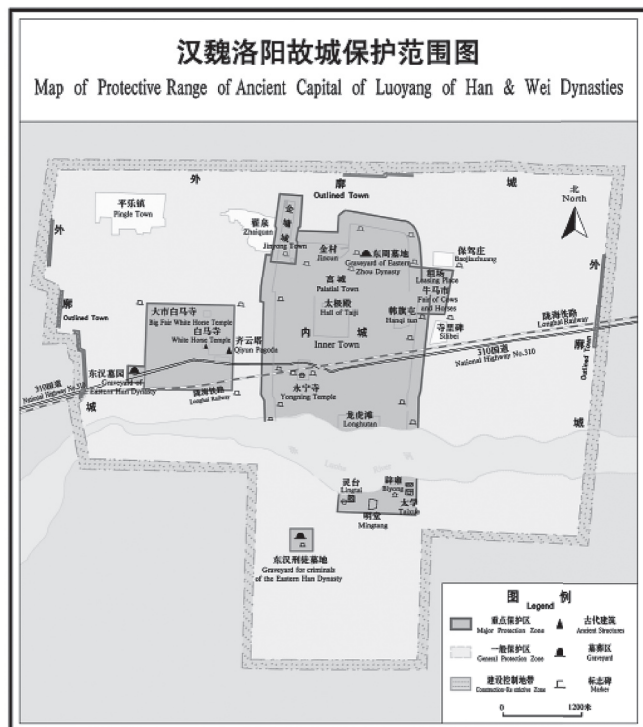 汉魏洛阳故城保护范围图
Map of Protective Range of Ancient Capital of Luoyang of Han & Wei Dynasties
外 廓 城
Outlined Town
北
North
平乐镇
Pingle Town
翟泉
Zhaiquan
金墉城
Jinyong Town
金村
Jincun
东周墓地
Graveyard of Eastern
Zhou Dynasty
保驾庄
Baojiazhuang
外
廓
Outlined Town
城
宫城
Palatial Town
太极殿
Hall of Taiji
内 城
Inner Town
韩旗屯
Hanqi tun
租场
Leasing Place
牛马市
Fair of Cows
and Horses
寺里碑
Silibei
外
廓
Outlined Town
城
陇海铁路
Longhai Railway
310国道
National Highway No.310
大市白马寺
Big Fair White Horse Temple
白马寺
White Horse Temple
齐云塔
Qiyun Pagoda
东汉墓园
Graveyard of
Eastern Han Dynasty
310国道
National Highway No.310
陇海铁路
Longhai Railway
永宁寺
Yongning Temple
龙虎滩
Longhutan
River
灵台
Lingtai
辟雍
Biyong
太学
Taixue
明堂
Mingtang
东汉刑徒墓地
Graveyard for criminals
of the Eastern Han Dynasty
图 例
Legend
重点保护区
Major Protection Zone
古代建筑
Ancient Structures
一般保护区
General Protection Zone
墓葬区
Graveyard
建设控制地带
Construction-Restrictive Zone
标志碑
Marker
0 1200米